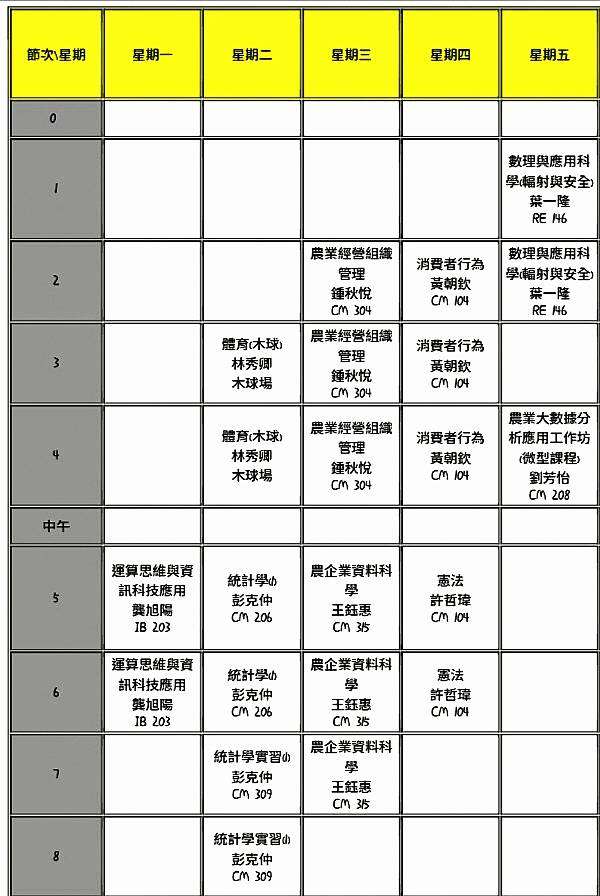 節次\星期 星期一 星期二 星期三 星期四 星期五
0
1
數理與應用科
學(輻射與安全)
葉一隆
RE 146
2
農業經營組織
管理
鍾秋悅
CM 304
消費者行為
黃朝欽
CM 104
數理與應用科
學(輻射與安全)
葉一隆
RE 146
3
體育(木球)
林秀卿
木球場
農業經營組織
管理
鍾秋悅
CM 304
消費者行為
黃朝欽
CM 104
4
體育(木球)
林秀卿
木球場
農業經營組織
管理
鍾秋悅
CM 304
消費者行為
黃朝欽
CM 104
農業大數據分
析應用工作坊
(微型課程)
劉芳怡
CM 208
中午
5
運算思維與資
訊科技應用
龔旭陽
IB 203
統計學(1)
彭克仲
CM 206
農企業資料科
學
王鈺惠
CM 315
憲法
許哲瑋
CM 104
6
運算思維與資
訊科技應用
龔旭陽
IB 203
統計學(1)
彭克仲
CM 206
農企業資料科
學
王鈺惠
CM 315
憲法
許哲瑋
CM 104
7
統計學實習(1)
彭克仲
CM 309
農企業資料科
學
王鈺惠
CM 315
8
統計學實習(1)
彭克仲
CM 309